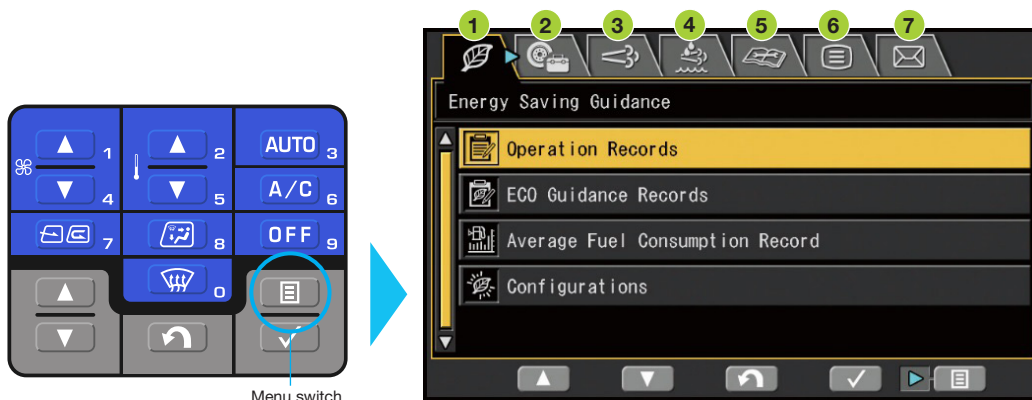 1 2 3 4 5 6 7
Energy Saving Guidance
Operation Records
ECO Guidance Records
Average Fuel Consumption Record
Configurations
1 2 AUTO 3
4 5 A/C 6
7 8 OFF 9
0
Menu switch